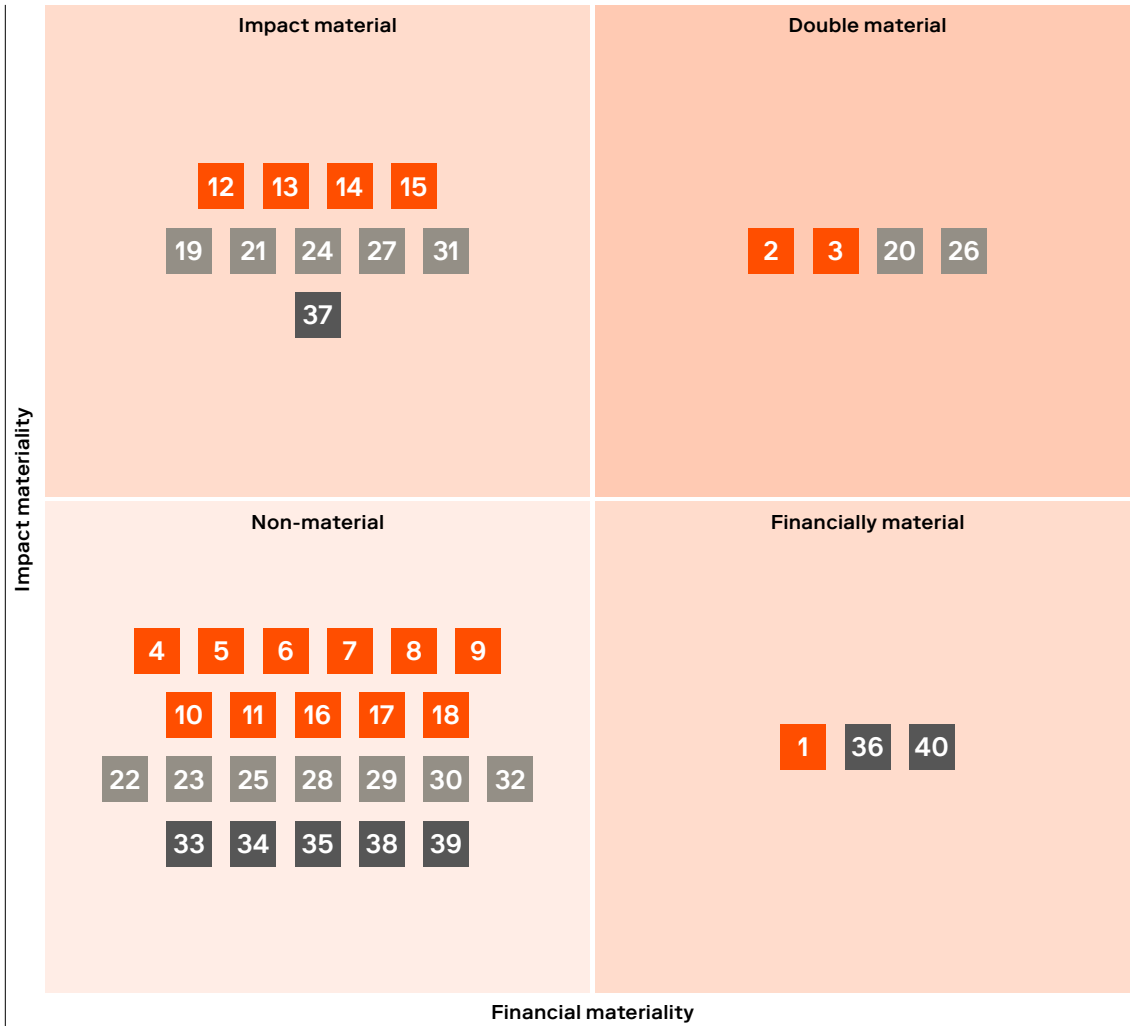 Impact material
12 13 14 15
19 21 24 27 31
37
Double material
2 3 20 26
Impact materiality
Non-material
4 5 6 7 8 9
10 11 16 17 18
22 23 25 28 29 30 32
33 34 35 38 39
Financially material
1 36 40
Financial materiality